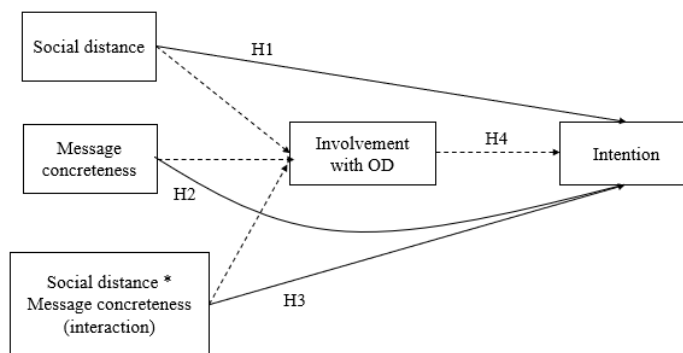 Social distance
H1
Message
concreteness
Involvement
with OD
H4
Intention
H2
Social distance *
Message concreteness
(interaction)
H3